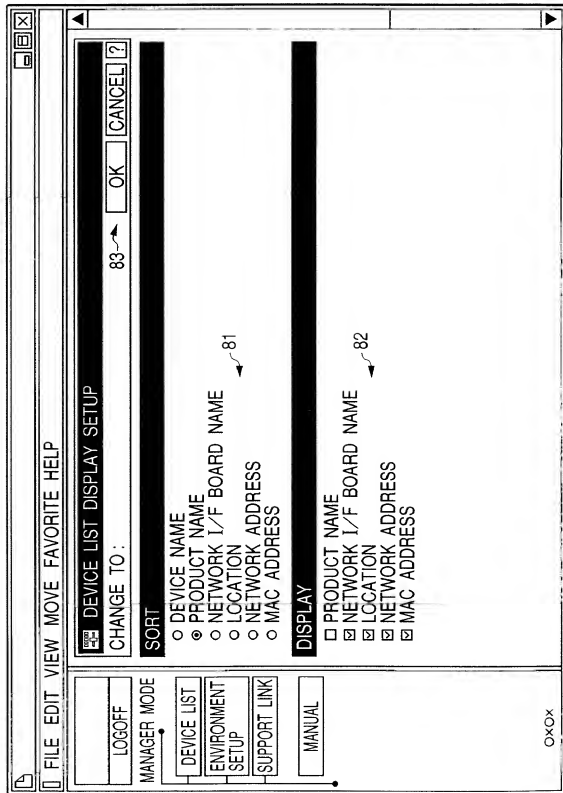 FILE EDIT VIEW MOVE FAVORITE HELP
LOGOFF
MANAGER MODE
DEVICE LIST
ENVIRONMENT
SETUP
SUPPORT LINK
MANUAL
OXOX
DEVICE LIST DISPLAY SETUP
CHANGE TO:
83
OK
CANCEL
?
SORT
DEVICE NAME
PRODUCT NAME
NETWORK I/F BOARD NAME
LOCATION
NETWORK ADDRESS
MAC ADDRESS
81
DISPLAY
PRODUCT NAME
NETWORK I/F BOARD NAME
LOCATION
NETWORK ADDRESS
MAC ADDRESS
82